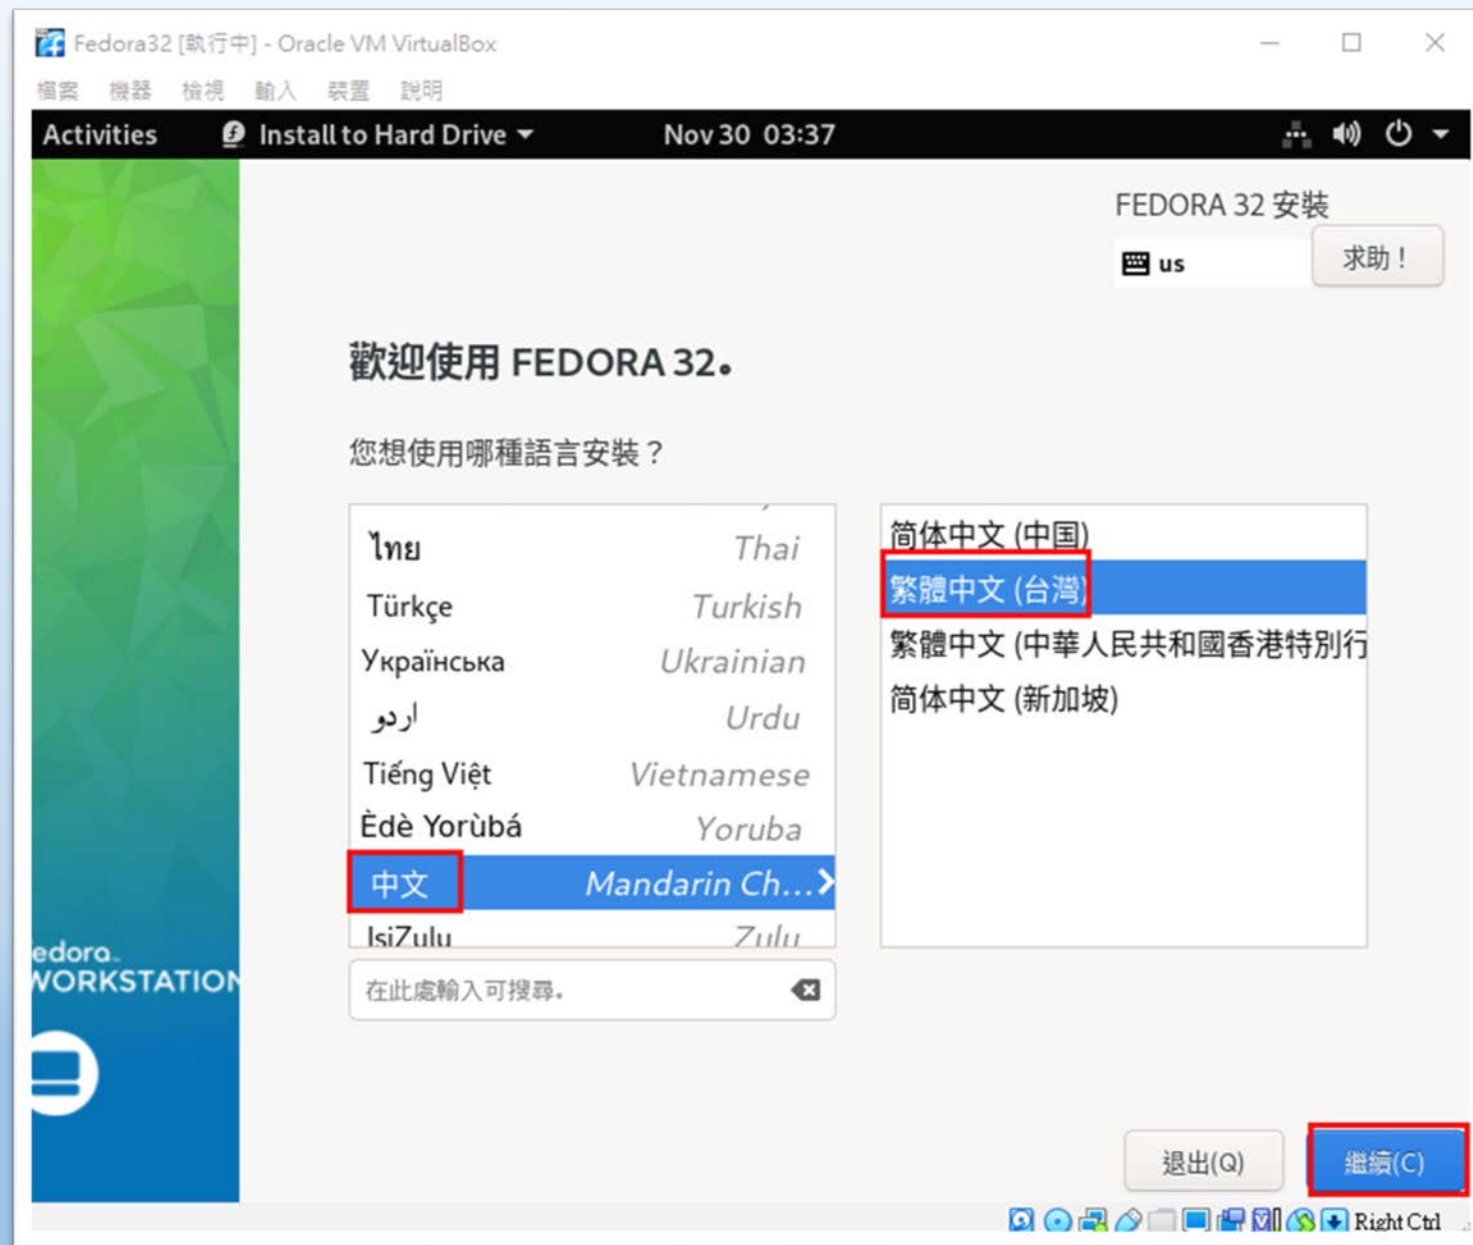 Fedora32 [執行中] - Oracle VM VirtualBox
檔案 機器 檢視 輸入 裝置 說明
Activities Install to Hard Drive Nov 30 03:37
FEDORA 32 安裝
us 求助！
歡迎使用 FEDORA 32。
您想使用哪種語言安裝？
ไทย Thai
Türkçe Turkish
Українська Ukrainian
اردو Urdu
Tiếng Việt Vietnamese
Èdè Yorùbá Yoruba
中文 Mandarin Ch...
IsiZulu Zulu
在此處輸入可搜尋。
简体中文 (中国)
繁體中文 (台灣)
繁體中文 (中華人民共和國香港特別行
简体中文 (新加坡)
edora
WORKSTATION
退出(Q) 繼續(C)
Right Ctrl